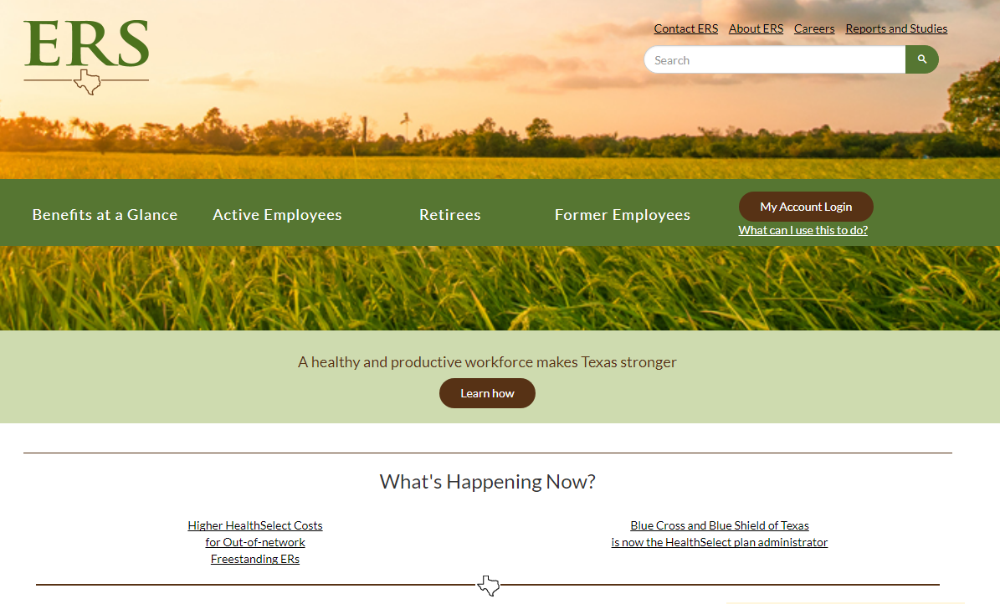 ERS
Contact ERS About ERS Careers Reports and Studies
Search
Benefits at a Glance Active Employees Retirees Former Employees My Account Login
What can I use this to do?
A healthy and productive workforce makes Texas stronger
Learn how
What's Happening Now?
Higher HealthSelect Costs
for Out-of-network
Freestanding ERs
Blue Cross and Blue Shield of Texas
is now the HealthSelect plan administrator